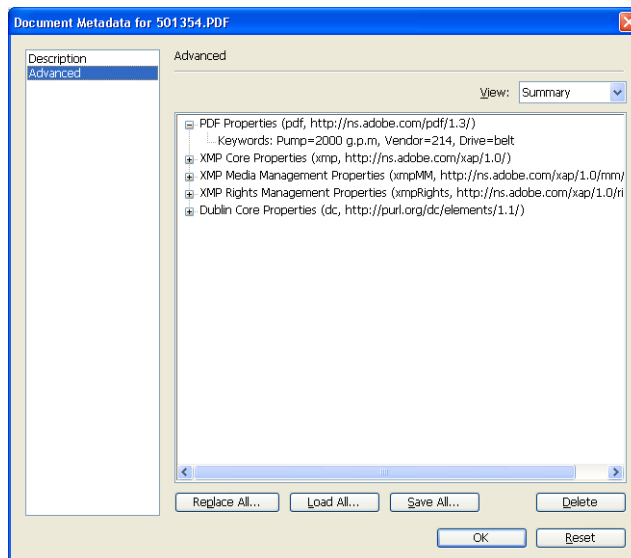 Document Metadata for 501354.PDF
Description
Advanced
Advanced
View: Summary
PDF Properties (pdf, http://ns.adobe.com/pdf/1.3/)
Keywords: Pump=2000 g.p.m, Vendor=214, Drive=belt
XMP Core Properties (xmp, http://ns.adobe.com/xap/1.0/)
XMP Media Management Properties (xmpMM, http://ns.adobe.com/xap/1.0/mm/
XMP Rights Management Properties (xmpRights, http://ns.adobe.com/xap/1.0/ri
Dublin Core Properties (dc, http://purl.org/dc/elements/1.1/)
Replace All... Load All... Save All... Delete
OK Reset